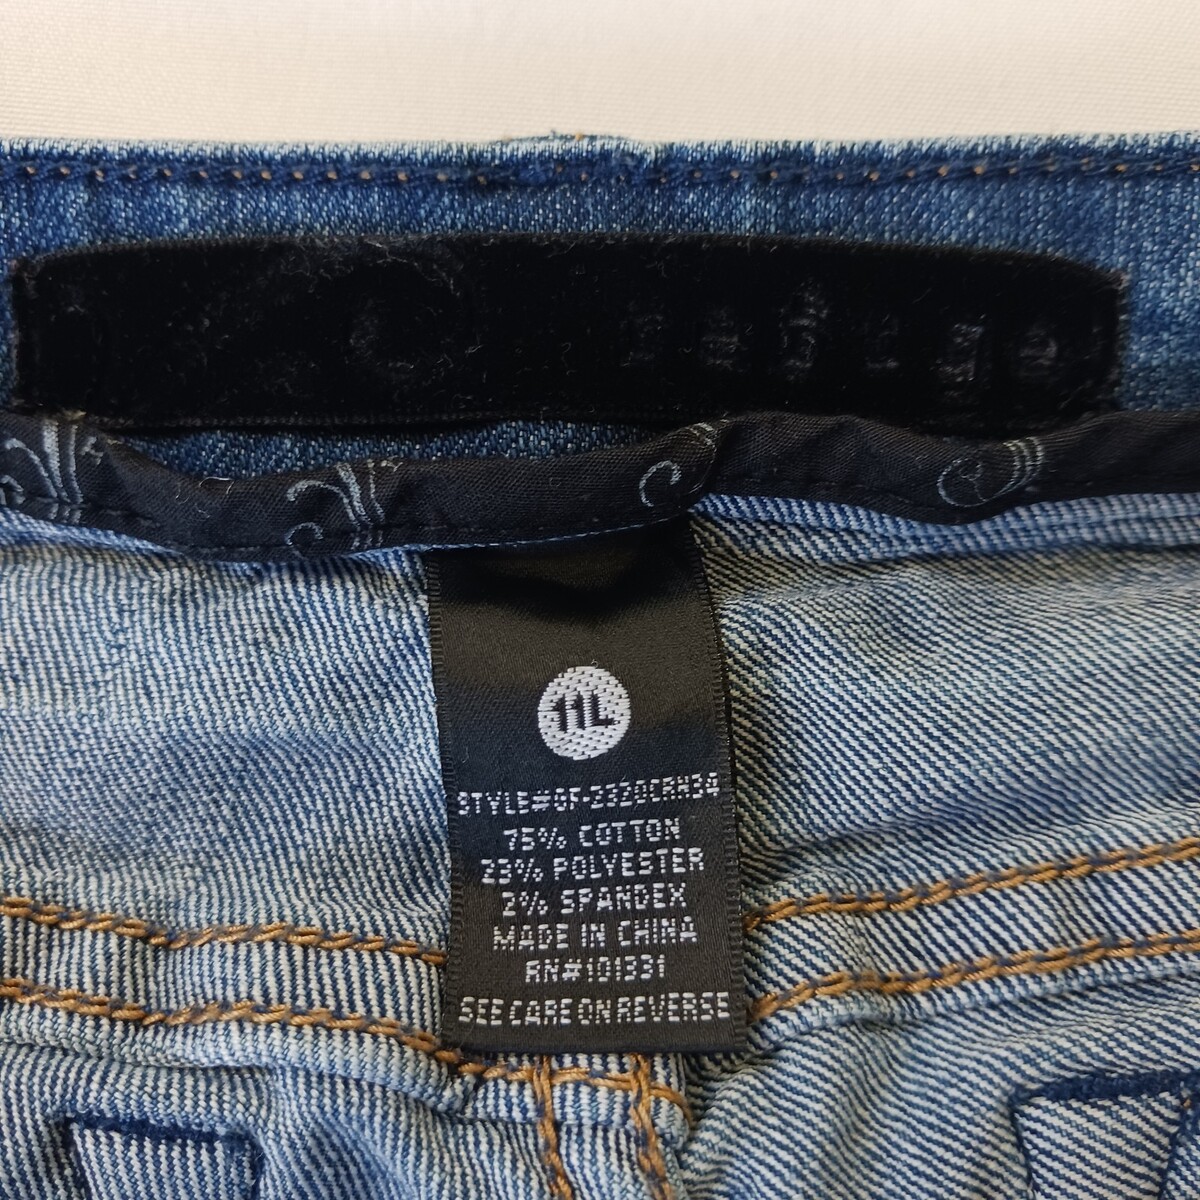 11L
STYLE#GF-2320CRH34
75% COTTON
23% POLYESTER
2% SPANDEX
MADE IN CHINA
RN#101331
SEE CARE ON REVERSE